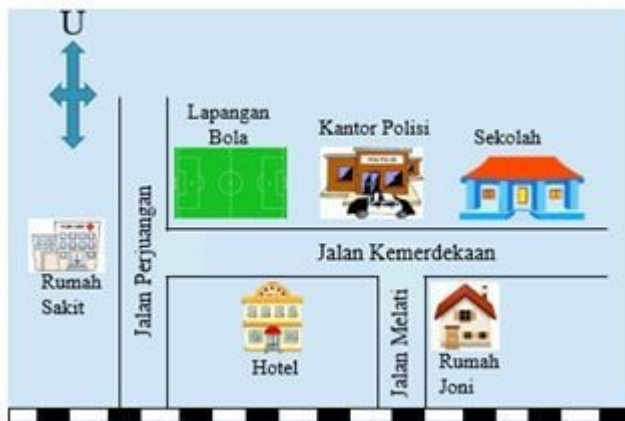 U
Lapangan
Bola
Kantor Polisi
Sekolah
Rumah
Sakit
Jalan Perjuangan
Jalan Kemerdekaan
Hotel
Jalan Melati
Rumah
Joni